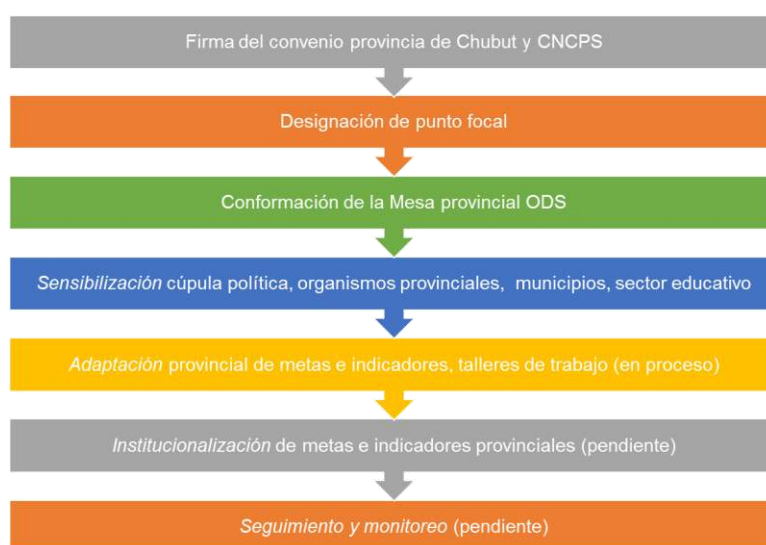 Firma del convenio provincia de Chubut y CNCPS
Designación de punto focal
Conformación de la Mesa provincial ODS
Sensibilización cúpula política, organismos provinciales, municipios, sector educativo
Adaptación provincial de metas e indicadores, talleres de trabajo (en proceso)
Institucionalización de metas e indicadores provinciales (pendiente)
Seguimiento y monitoreo (pendiente)